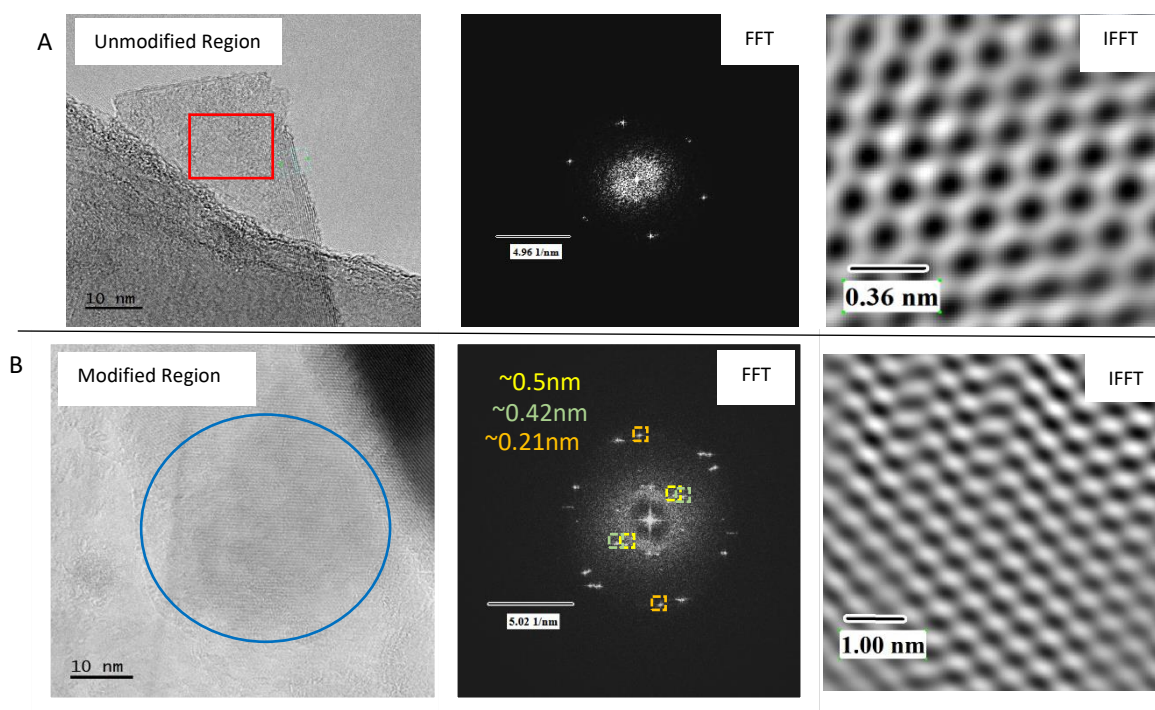 A
Unmodified Region
FFT
IFFT
10 nm
4.96 1/nm
0.36 nm
B
Modified Region
FFT
IFFT
~0.5nm
~0.42nm
~0.21nm
10 nm
5.02 1/nm
1.00 nm